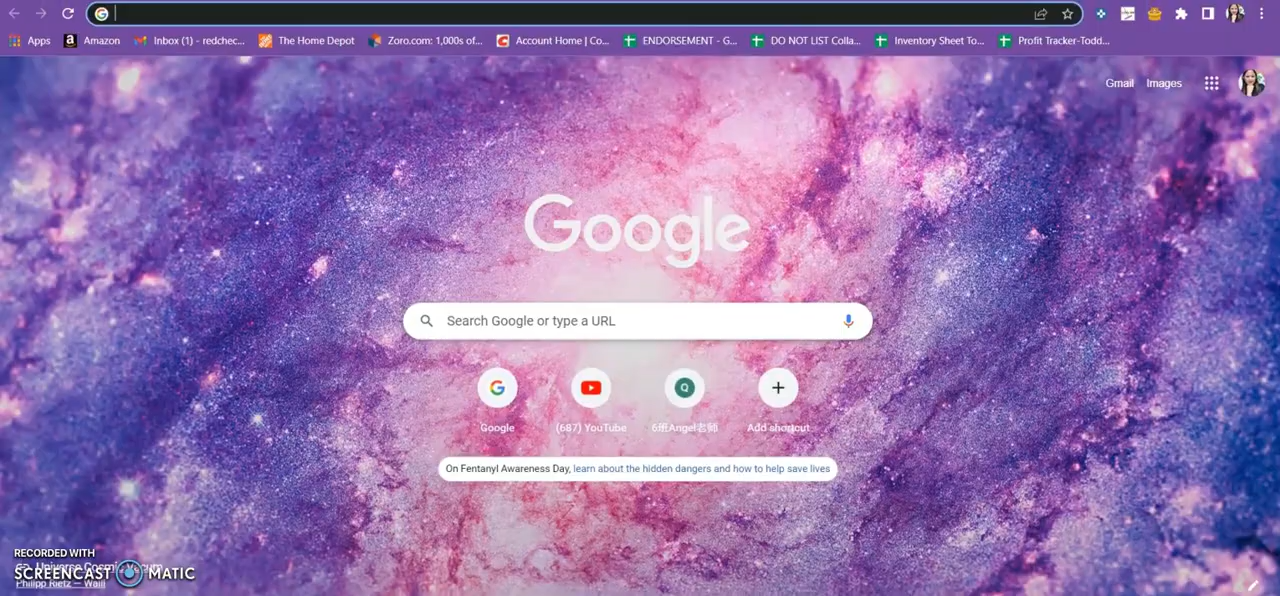 Apps Amazon Inbox (1) - redchec... The Home Depot Zoro.com: 1,000s of... Account Home | Co... ENDORSEMENT - G... DO NOT LIST Colla... Inventory Sheet To... Profit Tracker-Todd...
Gmail Images
Google
Search Google or type a URL
Google (687) YouTube 6班Angel老师 Add shortcut
On Fentanyl Awareness Day, learn about the hidden dangers and how to help save lives
RECORDED WITH
SCREENCAST MATIC
Philipp Rietz — Walli